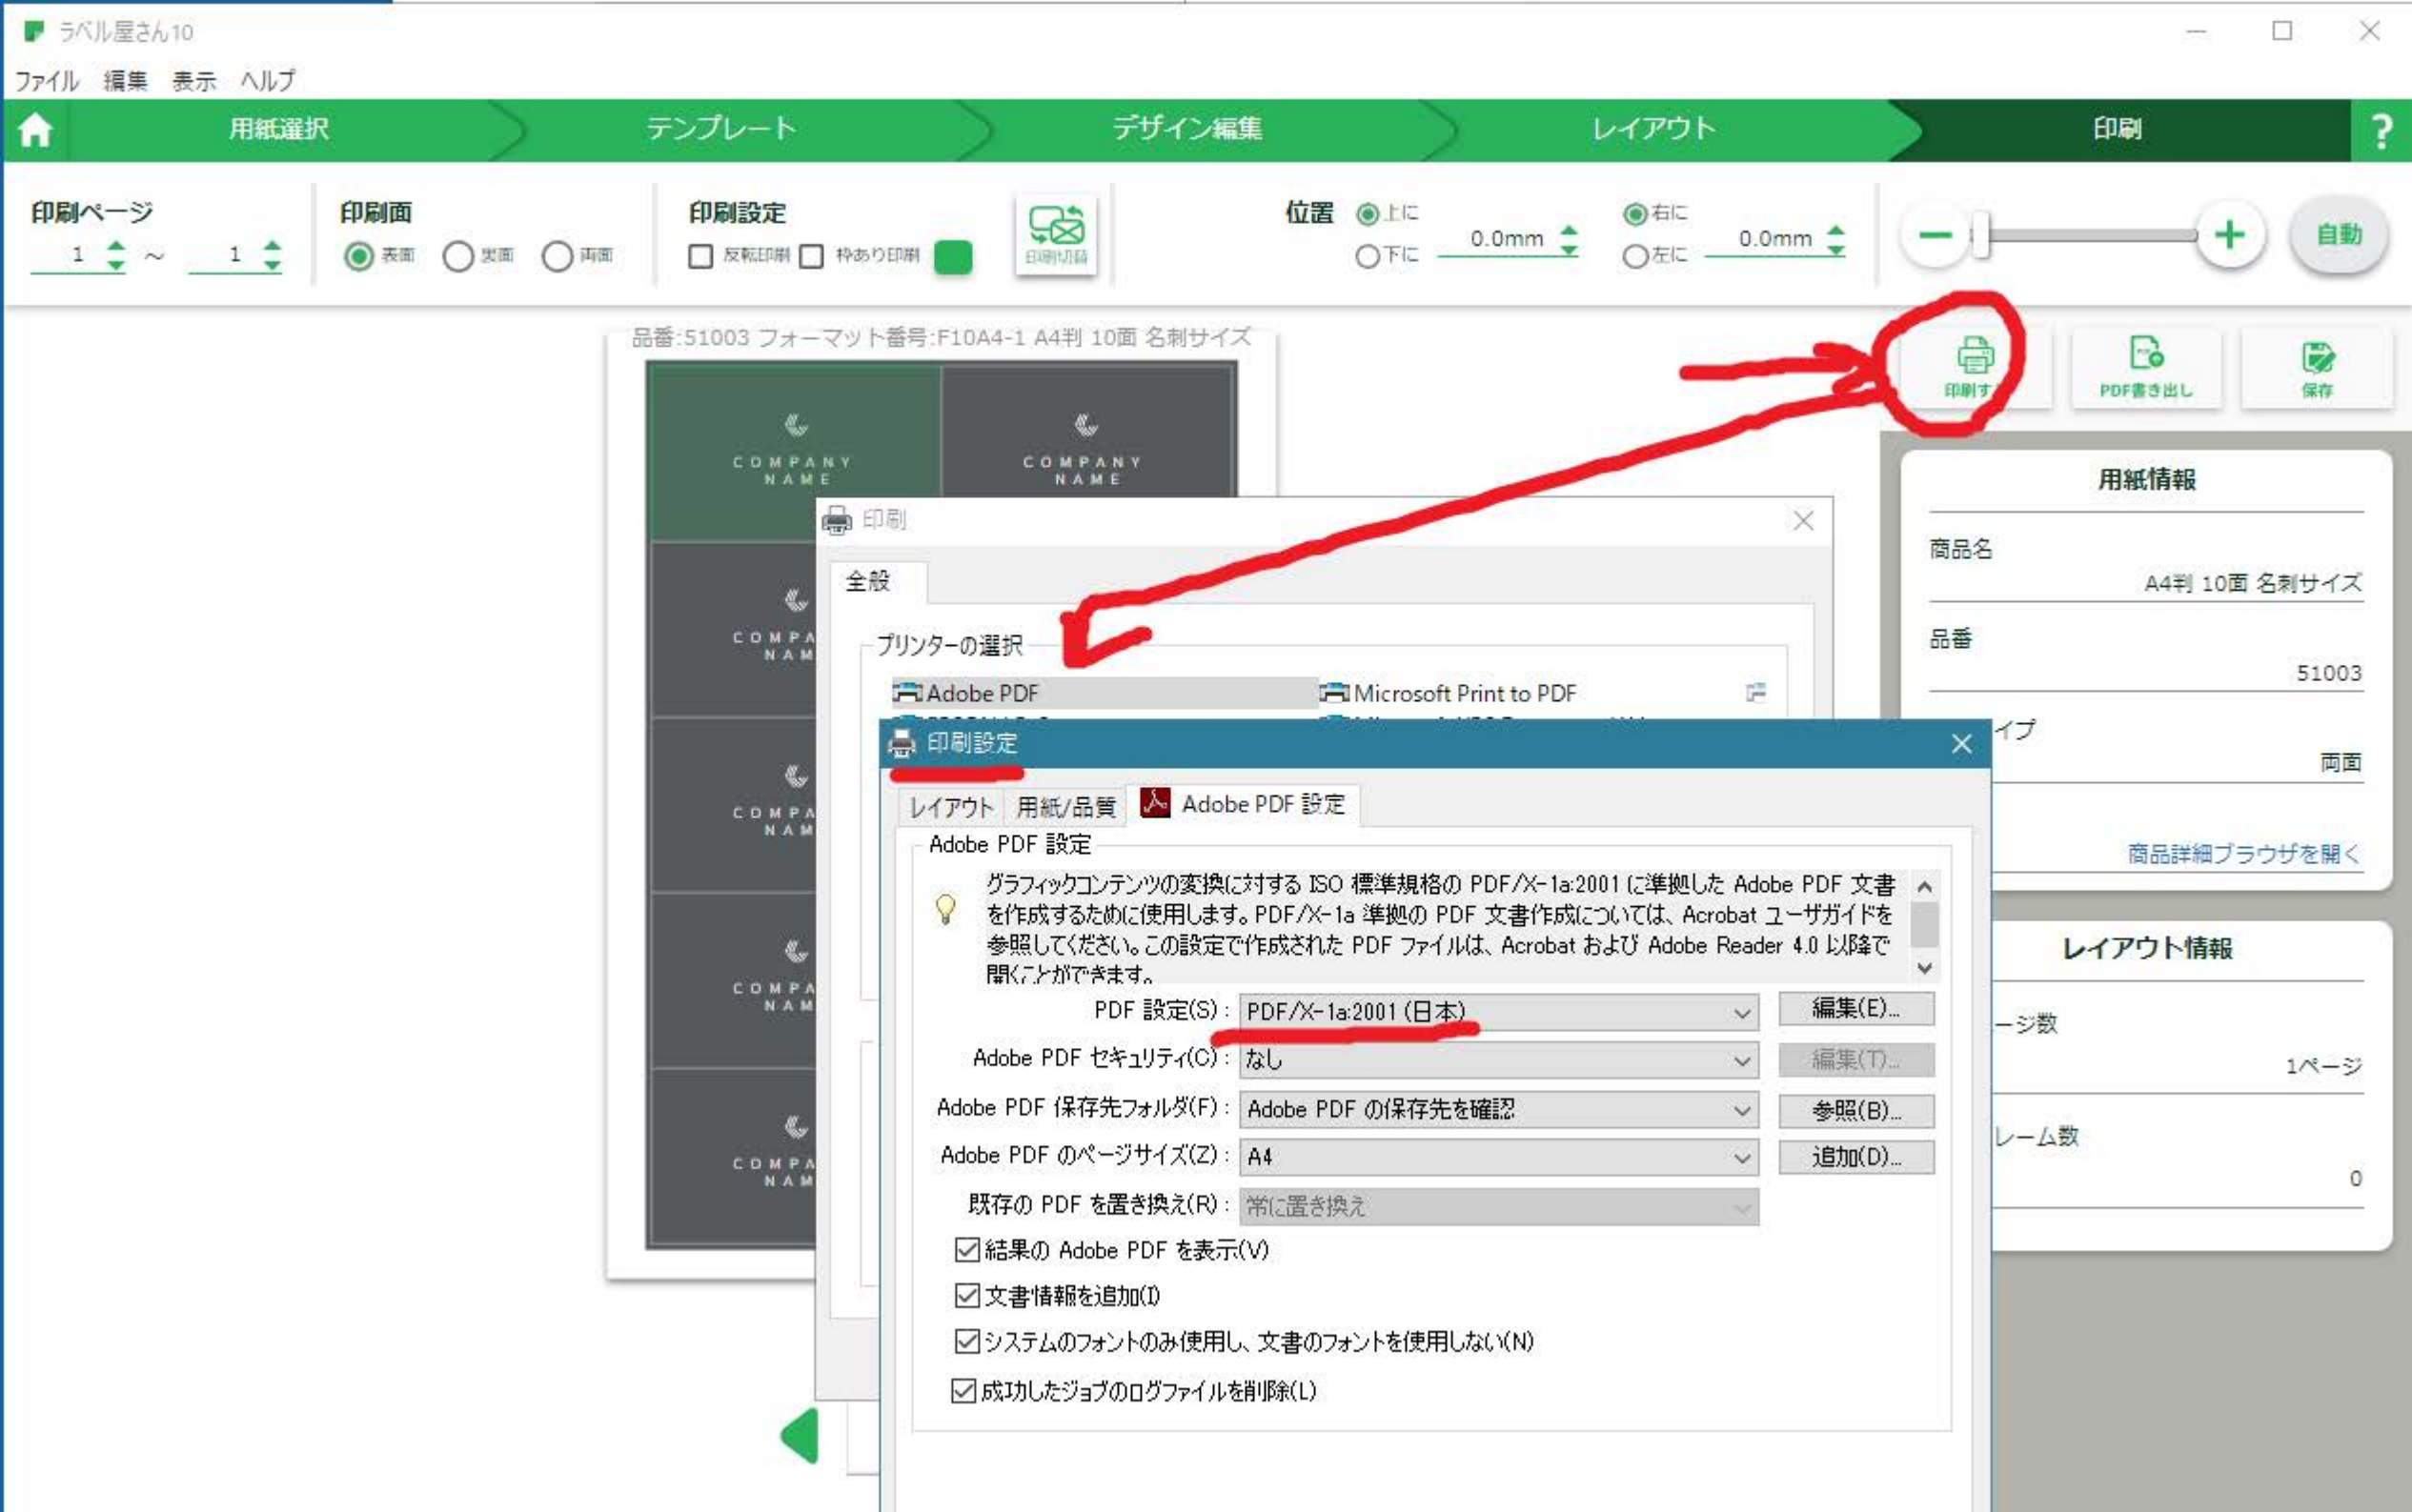 ラベル屋さん10
ファイル 編集 表示 ヘルプ
用紙選択 テンプレート デザイン編集 レイアウト 印刷 ?
印刷ページ
1 ～ 1
印刷面
表面 裏面 両面
印刷設定
反転印刷 枠あり印刷
印刷切替
位置 上に 0.0mm 右に 0.0mm
下に 左に
自動
品番:51003 フォーマット番号:F10A4-1 A4判 10面 名刺サイズ
印刷す
PDF書き出し
保存
COMPANY
NAME
COMPANY
NAME
COMPA
NAM
COMPA
NAM
COMPA
NAM
COMPA
NAM
印刷
全般
プリンターの選択
Adobe PDF Microsoft Print to PDF
印刷設定
レイアウト 用紙/品質 Adobe PDF 設定
Adobe PDF 設定
グラフィックコンテンツの変換に対する ISO 標準規格の PDF/X-1a:2001 に準拠した Adobe PDF 文書
を作成するために使用します。PDF/X-1a 準拠の PDF 文書作成については、Acrobat ユーザガイドを
参照してください。この設定で作成された PDF ファイルは、Acrobat および Adobe Reader 4.0 以降で
開くことができます。
PDF 設定(S): PDF/X-1a:2001 (日本) 編集(E)...
Adobe PDF セキュリティ(C): なし 編集(T)...
Adobe PDF 保存先フォルダ(F): Adobe PDF の保存先を確認 参照(B)...
Adobe PDF のページサイズ(Z): A4 追加(D)...
既存の PDF を置き換え(R): 常に置き換え
結果の Adobe PDF を表示(V)
文書情報を追加(I)
システムのフォントのみ使用し、文書のフォントを使用しない(N)
成功したジョブのログファイルを削除(L)
用紙情報
商品名
A4判 10面 名刺サイズ
品番
51003
イプ
両面
商品詳細ブラウザを開く
レイアウト情報
ージ数
1ページ
レーム数
0